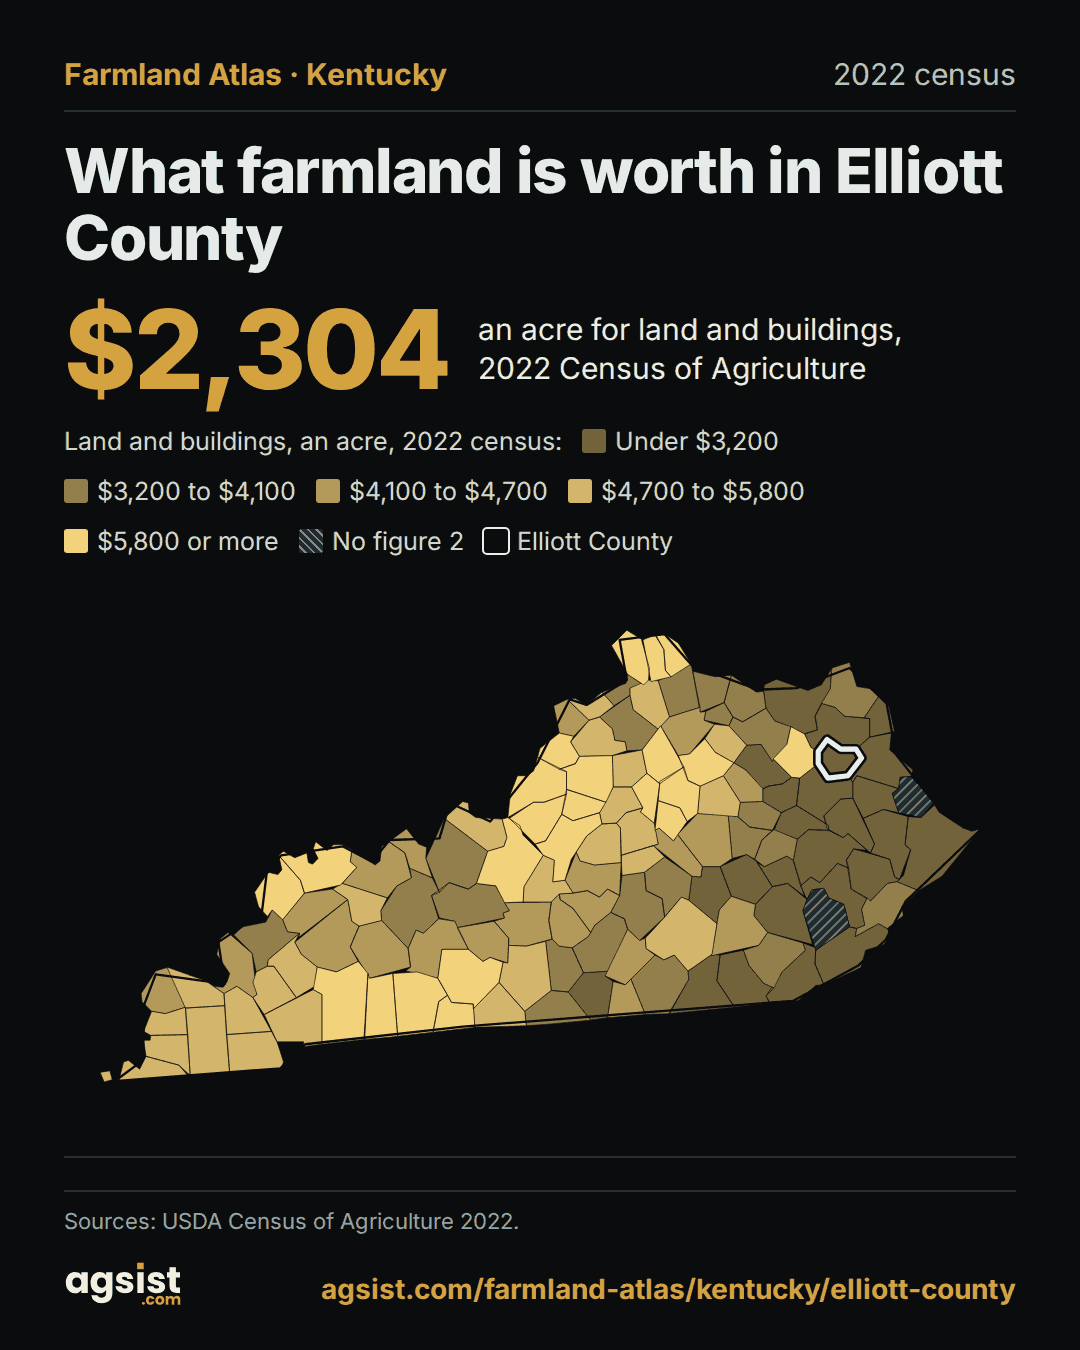 Farmland Atlas · Kentucky
2022 census
What farmland is worth in Elliott
County
$2,304
an acre for land and buildings,
2022 Census of Agriculture
Land and buildings, an acre, 2022 census: Under $3,200
$3,200 to $4,100 $4,100 to $4,700 $4,700 to $5,800
$5,800 or more No figure 2 Elliott County
Sources: USDA Census of Agriculture 2022.
agsist
.com
agsist.com/farmland-atlas/kentucky/elliott-county